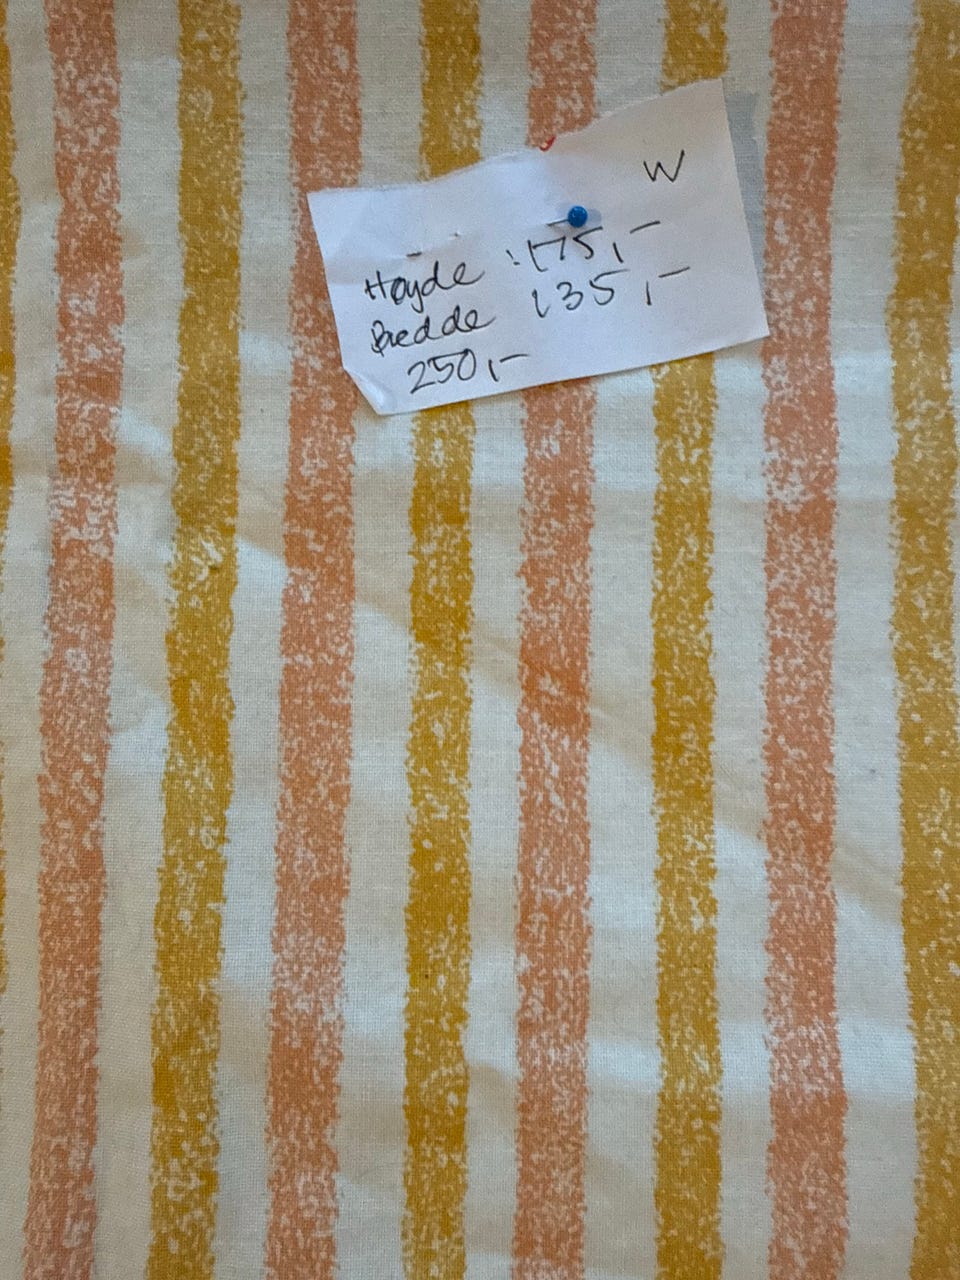 W
Høyde :175,-
Bredde 135,-
250,-